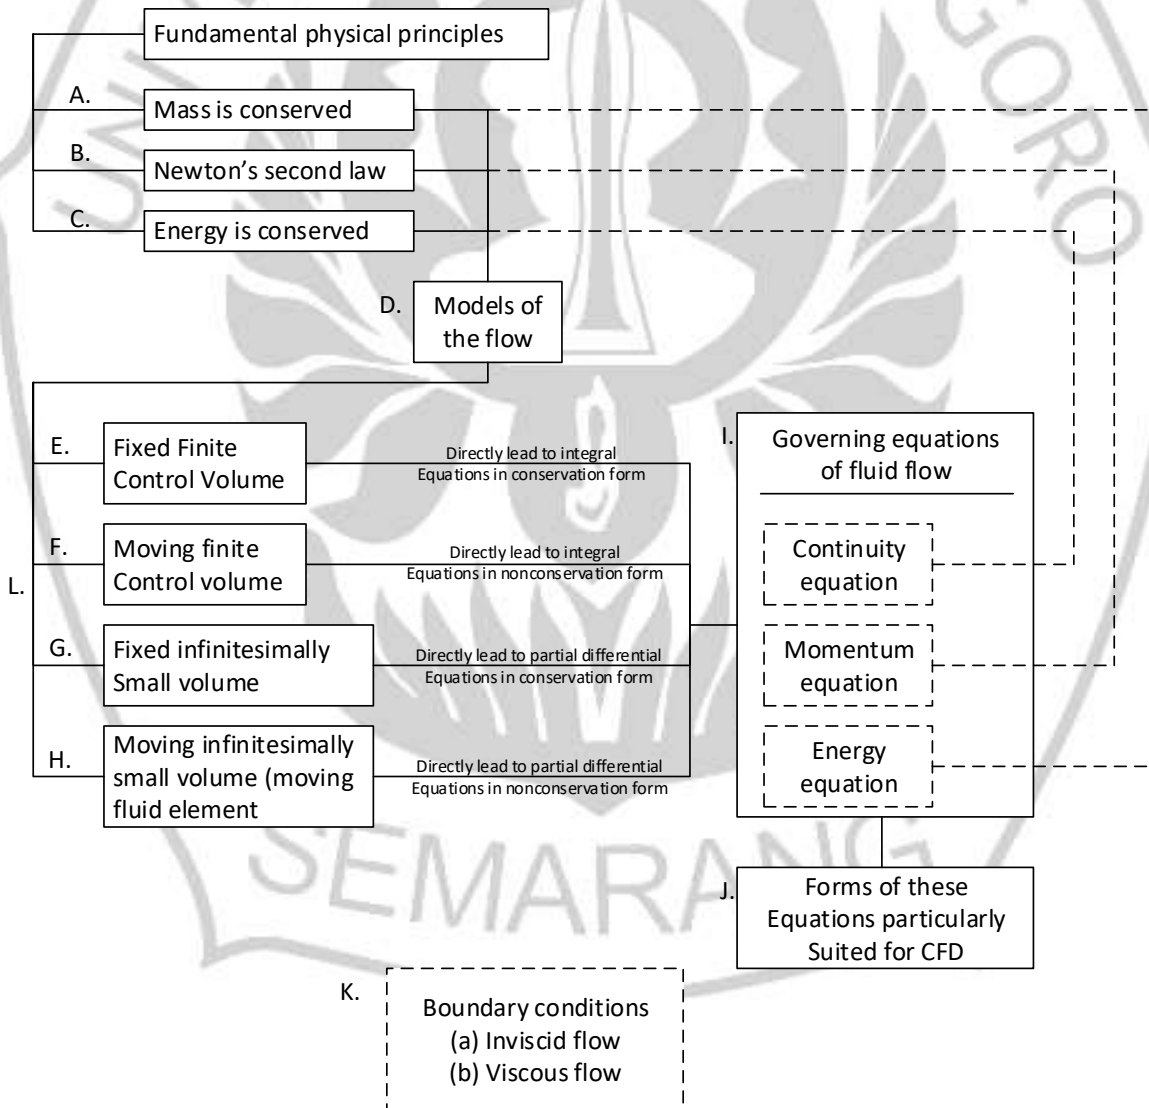 Fundamental physical principles
A.
Mass is conserved
B.
Newton’s second law
C.
Energy is conserved
D.
Models of
the flow
E.
Fixed Finite
Control Volume
Directly lead to integral
Equations in conservation form
F.
Moving finite
Control volume
Directly lead to integral
Equations in nonconservation form
L.
G.
Fixed infinitesimally
Small volume
Directly lead to partial differential
Equations in conservation form
H.
Moving infinitesimally
small volume (moving
fluid element
Directly lead to partial differential
Equations in nonconservation form
I.
Governing equations
of fluid flow
Continuity
equation
Momentum
equation
Energy
equation
J.
Forms of these
Equations particularly
Suited for CFD
K.
Boundary conditions
(a) Inviscid flow
(b) Viscous flow
SEMARANG